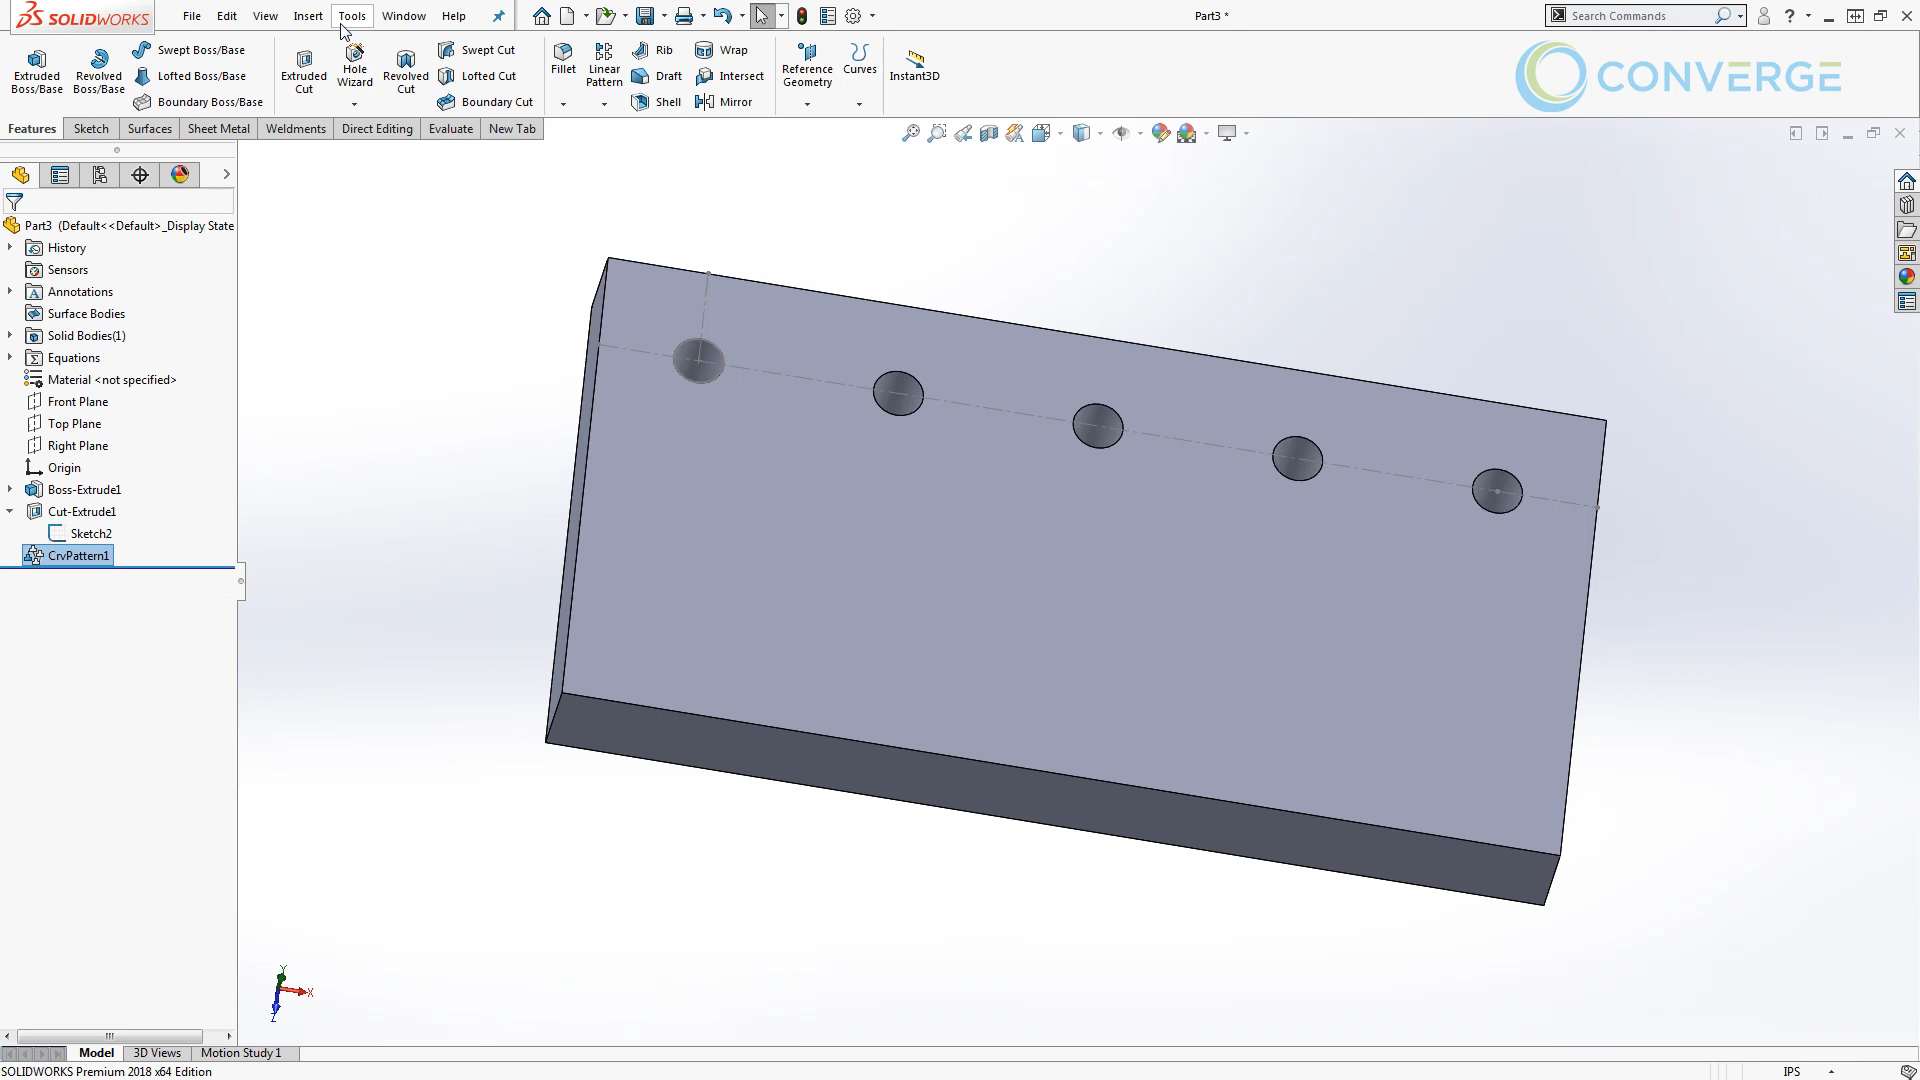 SOLIDWORKS
File Edit View Insert Tools Window Help
Part3 *
Search Commands
Extruded Boss/Base
Revolved Boss/Base
Swept Boss/Base
Lofted Boss/Base
Boundary Boss/Base
Extruded Cut
Hole Wizard
Revolved Cut
Swept Cut
Lofted Cut
Boundary Cut
Fillet
Linear Pattern
Rib
Draft
Shell
Wrap
Intersect
Mirror
Reference Geometry
Curves
Instant3D
CONVERGE
Features Sketch Surfaces Sheet Metal Weldments Direct Editing Evaluate New Tab
Part3 (Default<<Default>_Display State
History
Sensors
Annotations
Surface Bodies
Solid Bodies(1)
Equations
Material <not specified>
Front Plane
Top Plane
Right Plane
Origin
Boss-Extrude1
Cut-Extrude1
Sketch2
CrvPattern1
Y
X
Z
Model 3D Views Motion Study 1
SOLIDWORKS Premium 2018 x64 Edition
IPS